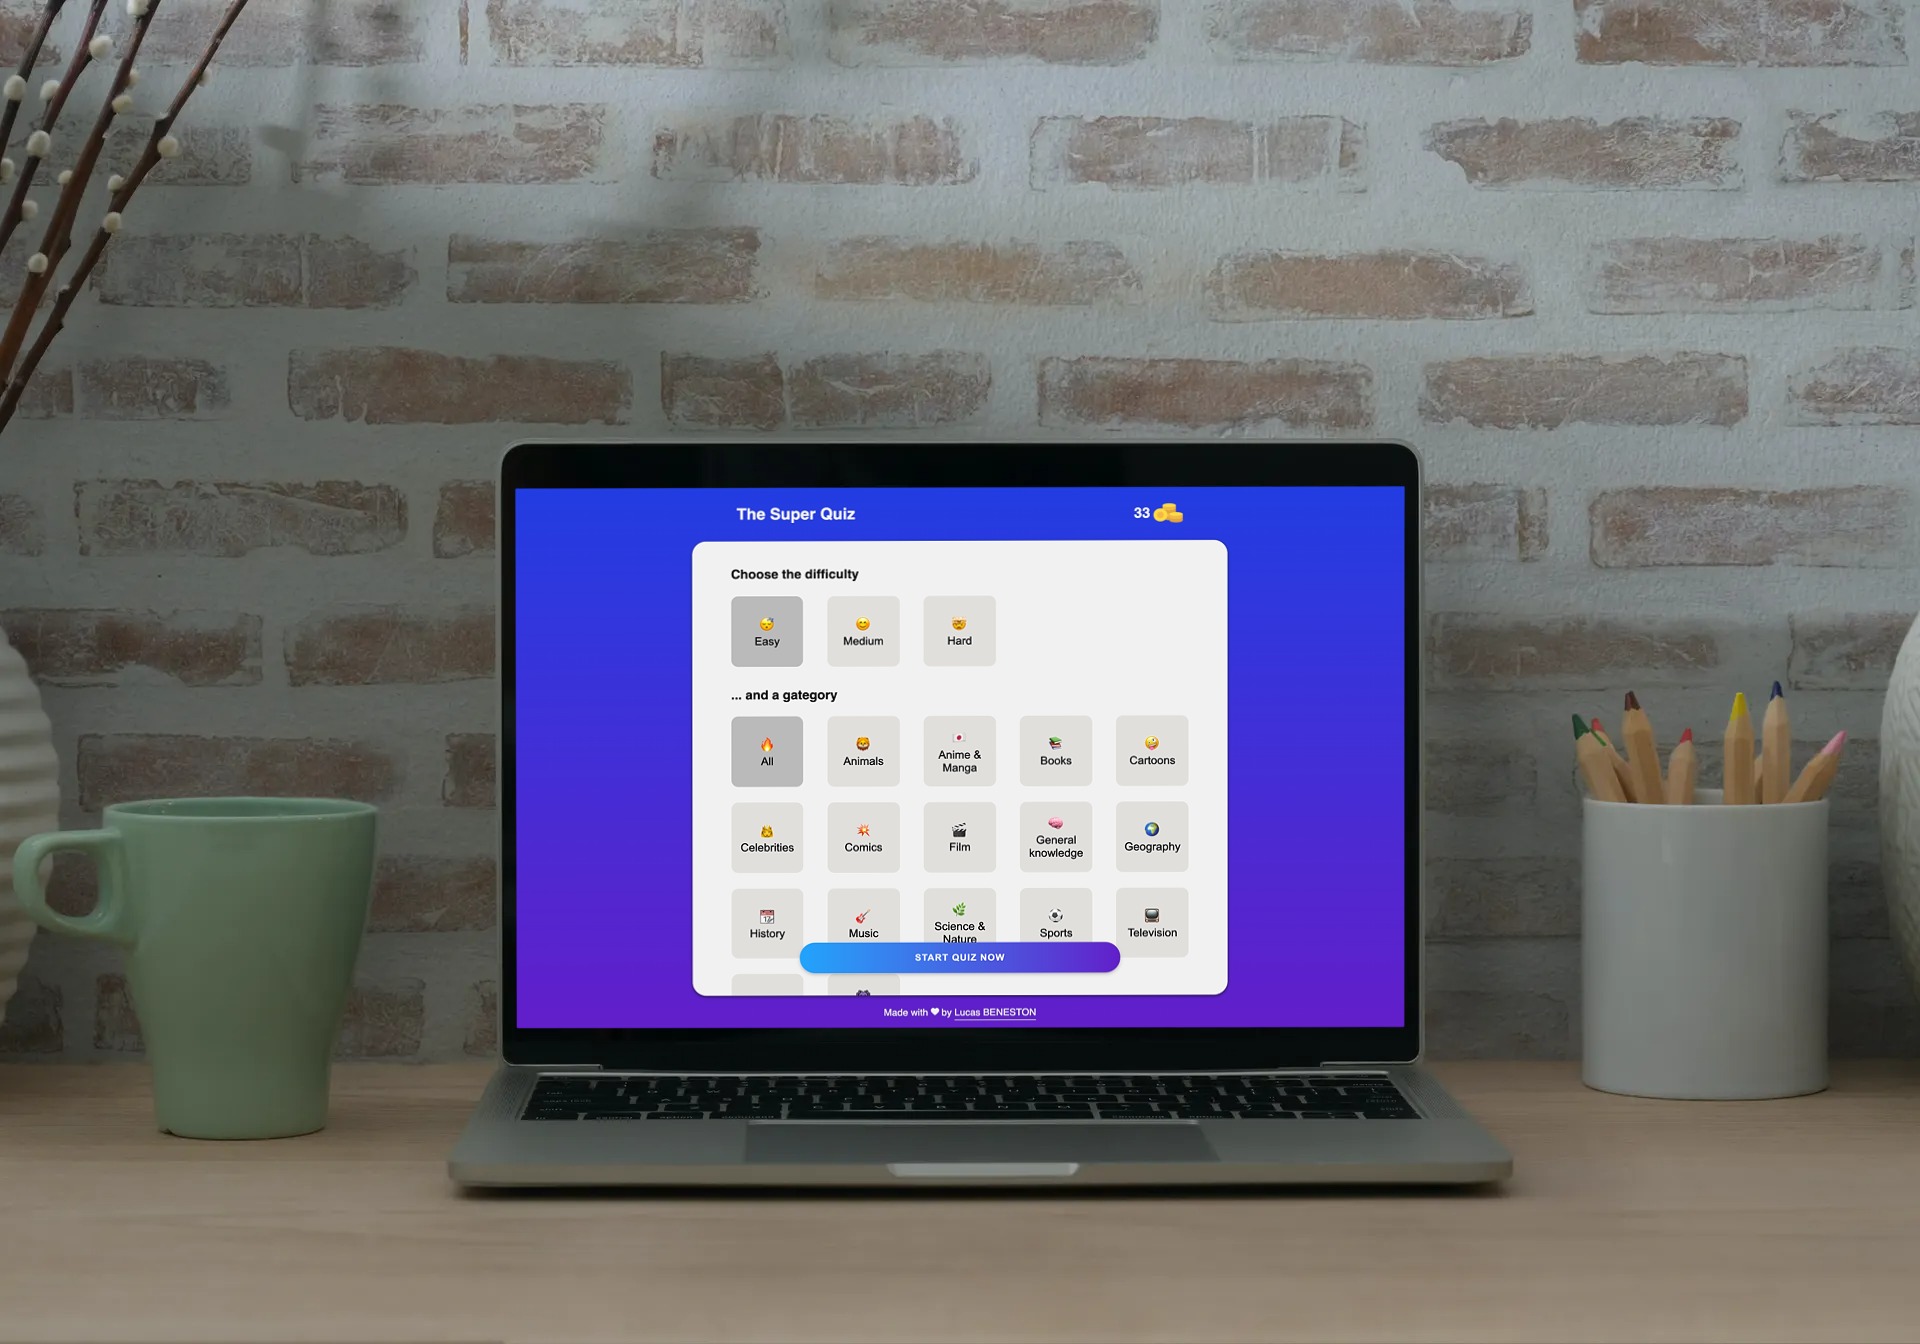 The Super Quiz
33
Choose the difficulty
Easy
Medium
Hard
... and a gategory
All
Animals
Anime &
Manga
Books
Cartoons
Celebrities
Comics
Film
General
knowledge
Geography
History
Music
Science &
Nature
Sports
Television
START QUIZ NOW
Made with ♥ by Lucas BENESTON